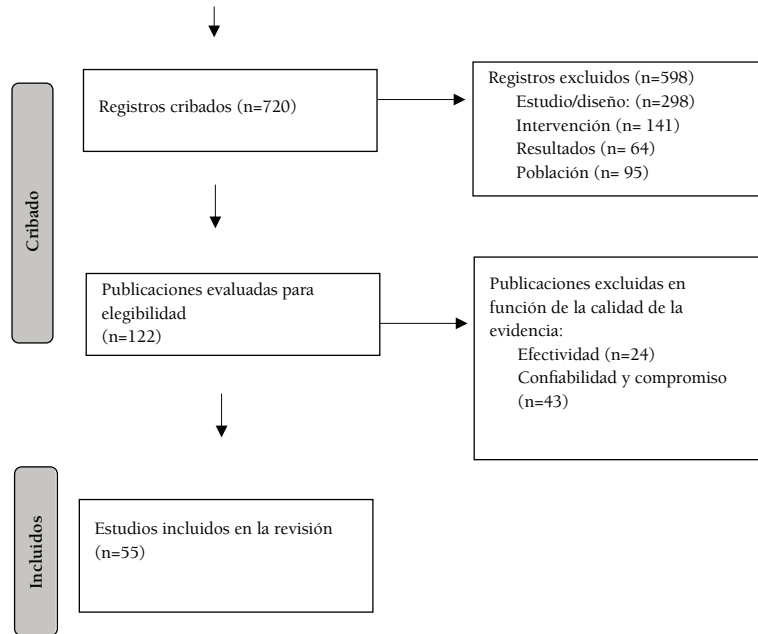 Cribado
Registros cribados (n=720)
Registros excluidos (n=598)
Estudio/diseño: (n=298)
Intervención (n= 141)
Resultados (n= 64)
Población (n= 95)
Publicaciones evaluadas para
elegibilidad
(n=122)
Publicaciones excluidas en
función de la calidad de la
evidencia:
Efectividad (n=24)
Confiabilidad y compromiso
(n=43)
Incluidos
Estudios incluidos en la revisión
(n=55)